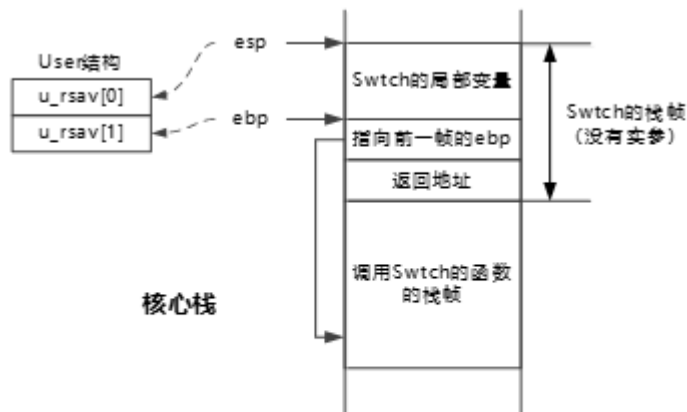 esp
User结构
u_rsav[0]
u_rsav[1]
ebp
Swtch的局部变量
指向前一帧的ebp
返回地址
Swtch的栈帧
(没有实参)
调用Swtch的函数
的栈帧
核心栈